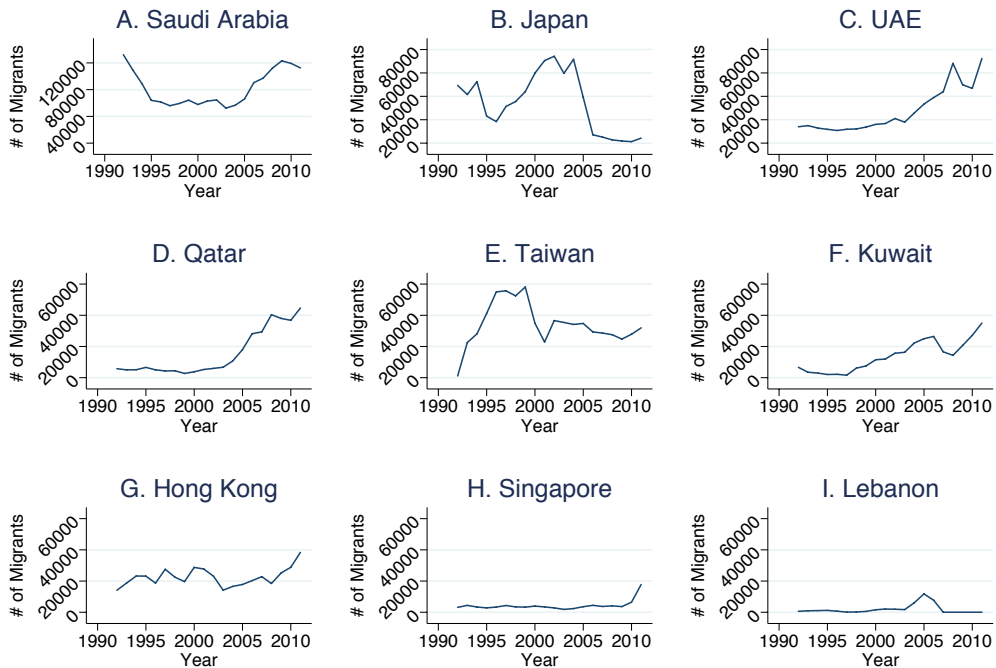 A. Saudi Arabia
# of Migrants
0 40000 80000 120000
1990 1995 2000 2005 2010
Year
B. Japan
# of Migrants
0 20000 40000 60000 80000
1990 1995 2000 2005 2010
Year
C. UAE
# of Migrants
0 20000 40000 60000 80000
1990 1995 2000 2005 2010
Year
D. Qatar
# of Migrants
0 20000 40000 60000
1990 1995 2000 2005 2010
Year
E. Taiwan
# of Migrants
0 20000 40000 60000
1990 1995 2000 2005 2010
Year
F. Kuwait
# of Migrants
0 20000 40000 60000
1990 1995 2000 2005 2010
Year
G. Hong Kong
# of Migrants
0 20000 40000 60000
1990 1995 2000 2005 2010
Year
H. Singapore
# of Migrants
0 20000 40000 60000
1990 1995 2000 2005 2010
Year
I. Lebanon
# of Migrants
0 20000 40000 60000
1990 1995 2000 2005 2010
Year